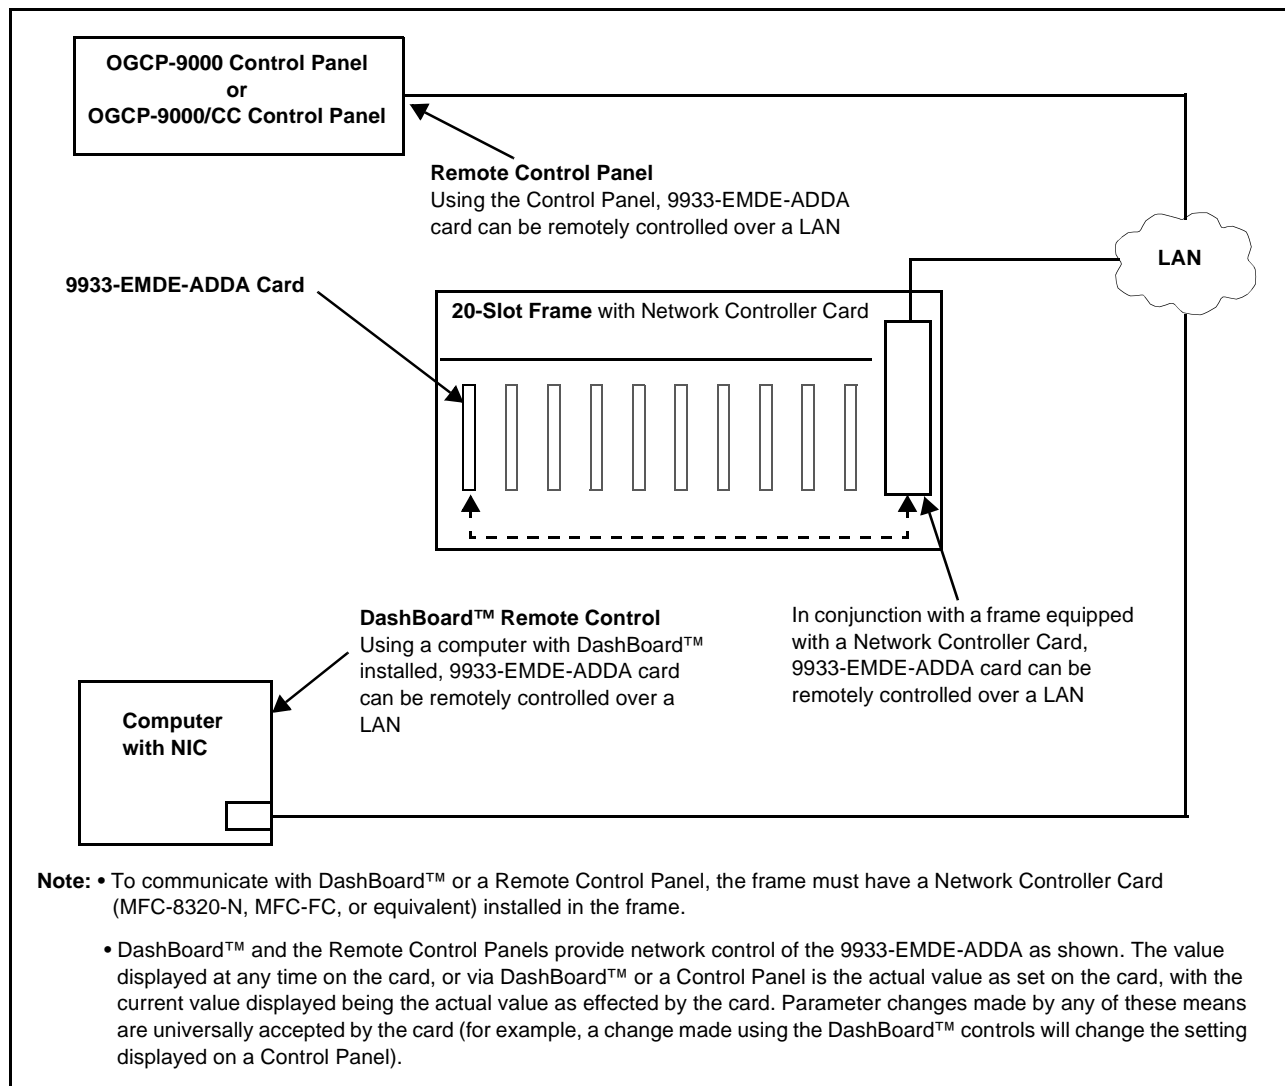 OGCP-9000 Control Panel
or
OGCP-9000/CC Control Panel
Remote Control Panel
Using the Control Panel, 9933-EMDE-ADDA
card can be remotely controlled over a LAN
LAN
9933-EMDE-ADDA Card
20-Slot Frame with Network Controller Card
DashBoard™ Remote Control
Using a computer with DashBoard™
installed, 9933-EMDE-ADDA card
can be remotely controlled over a
LAN
In conjunction with a frame equipped
with a Network Controller Card,
9933-EMDE-ADDA card can be
remotely controlled over a LAN
Computer
with NIC
Note: • To communicate with DashBoard™ or a Remote Control Panel, the frame must have a Network Controller Card
(MFC-8320-N, MFC-FC, or equivalent) installed in the frame.
• DashBoard™ and the Remote Control Panels provide network control of the 9933-EMDE-ADDA as shown. The value
displayed at any time on the card, or via DashBoard™ or a Control Panel is the actual value as set on the card, with the
current value displayed being the actual value as effected by the card. Parameter changes made by any of these means
are universally accepted by the card (for example, a change made using the DashBoard™ controls will change the setting
displayed on a Control Panel).